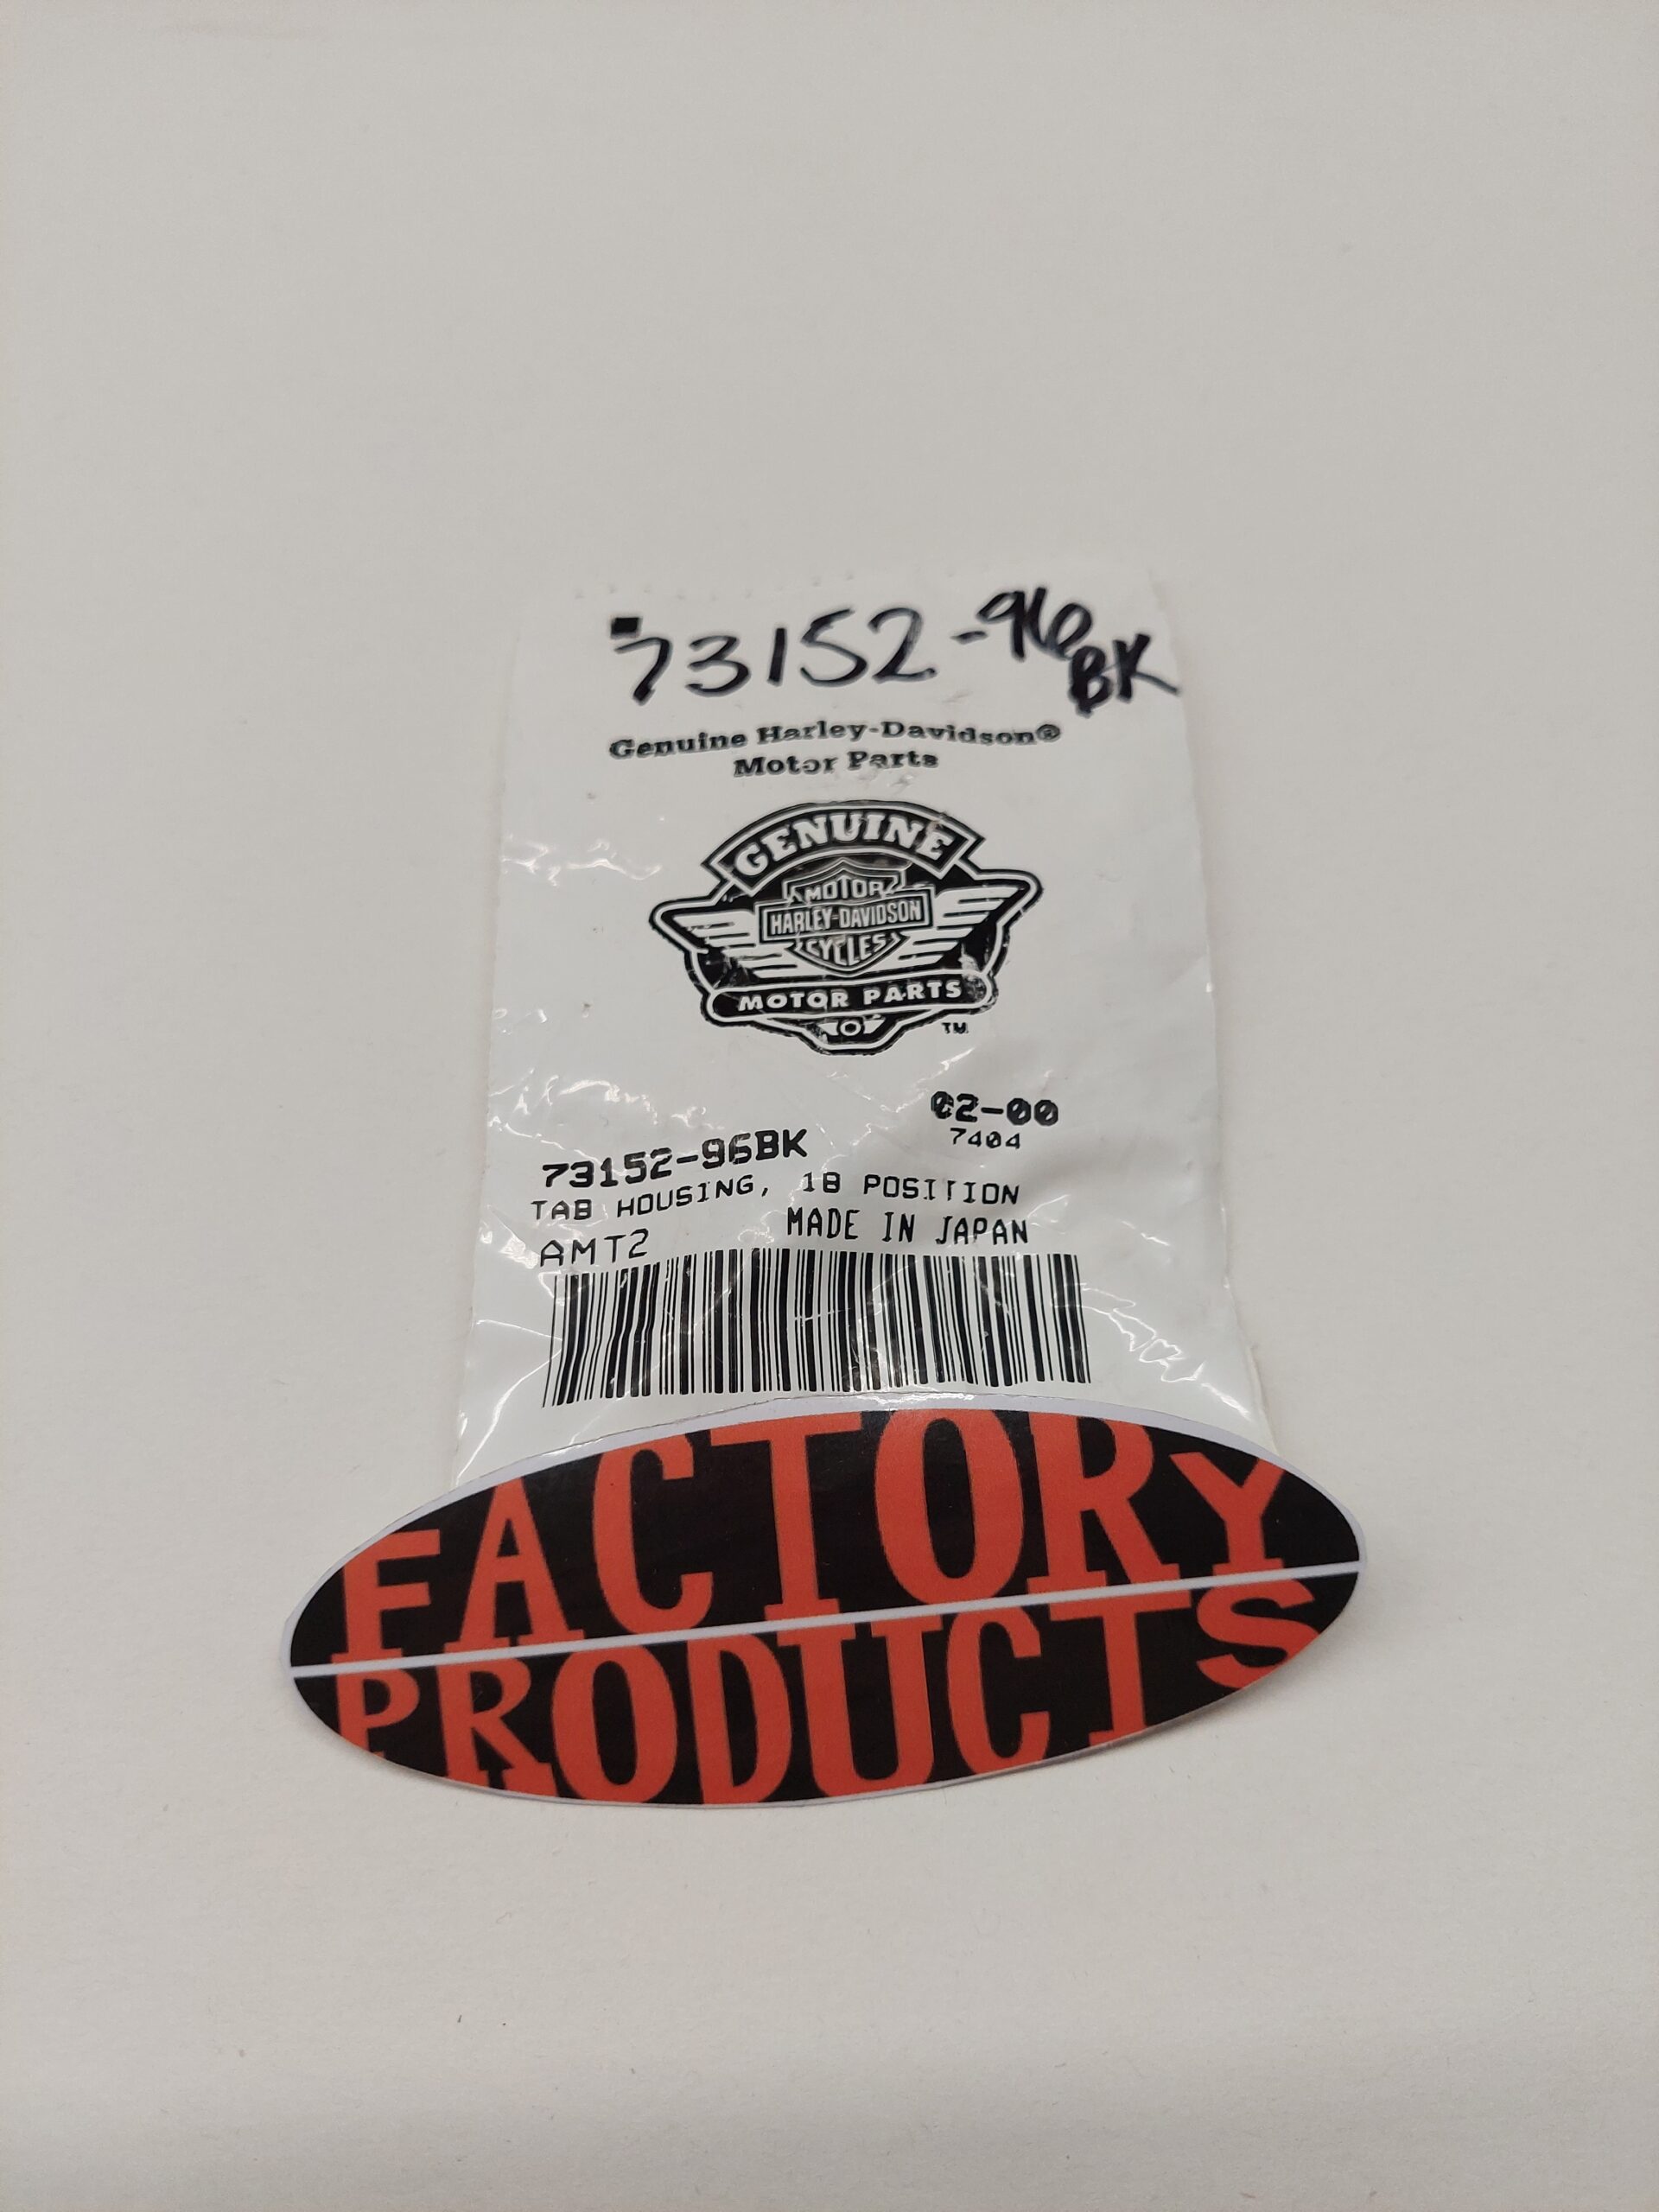 73152-96BK
Genuine Harley-Davidson®
Motor Parts
GENUINE
MOTOR
HARLEY-DAVIDSON
CYCLES
MOTOR PARTS
TM
02-00
7404
73152-96BK
TAB HOUSING, 18 POSITION
AMT2 MADE IN JAPAN
FACTORY
PRODUCTS